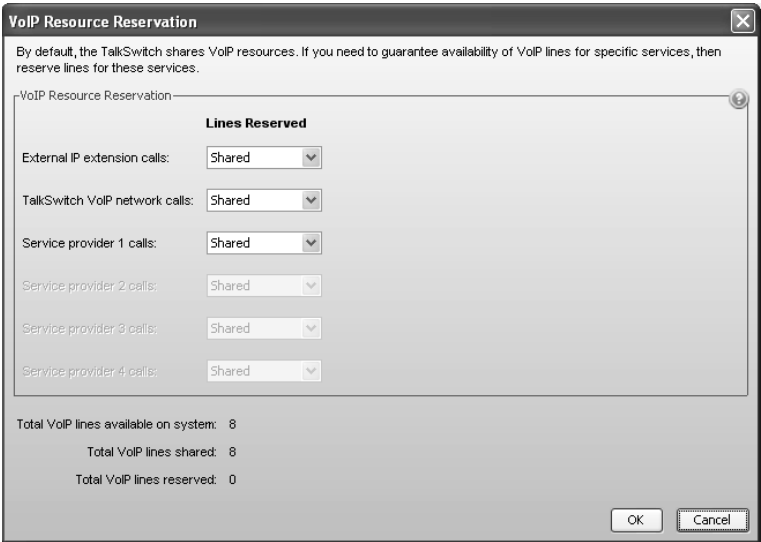 VoIP Resource Reservation
By default, the TalkSwitch shares VoIP resources. If you need to guarantee availability of VoIP lines for specific services, then
reserve lines for these services.
VoIP Resource Reservation
Lines Reserved
External IP extension calls: Shared
TalkSwitch VoIP network calls: Shared
Service provider 1 calls: Shared
Service provider 2 calls: Shared
Service provider 3 calls: Shared
Service provider 4 calls: Shared
Total VoIP lines available on system: 8
Total VoIP lines shared: 8
Total VoIP lines reserved: 0
OK Cancel